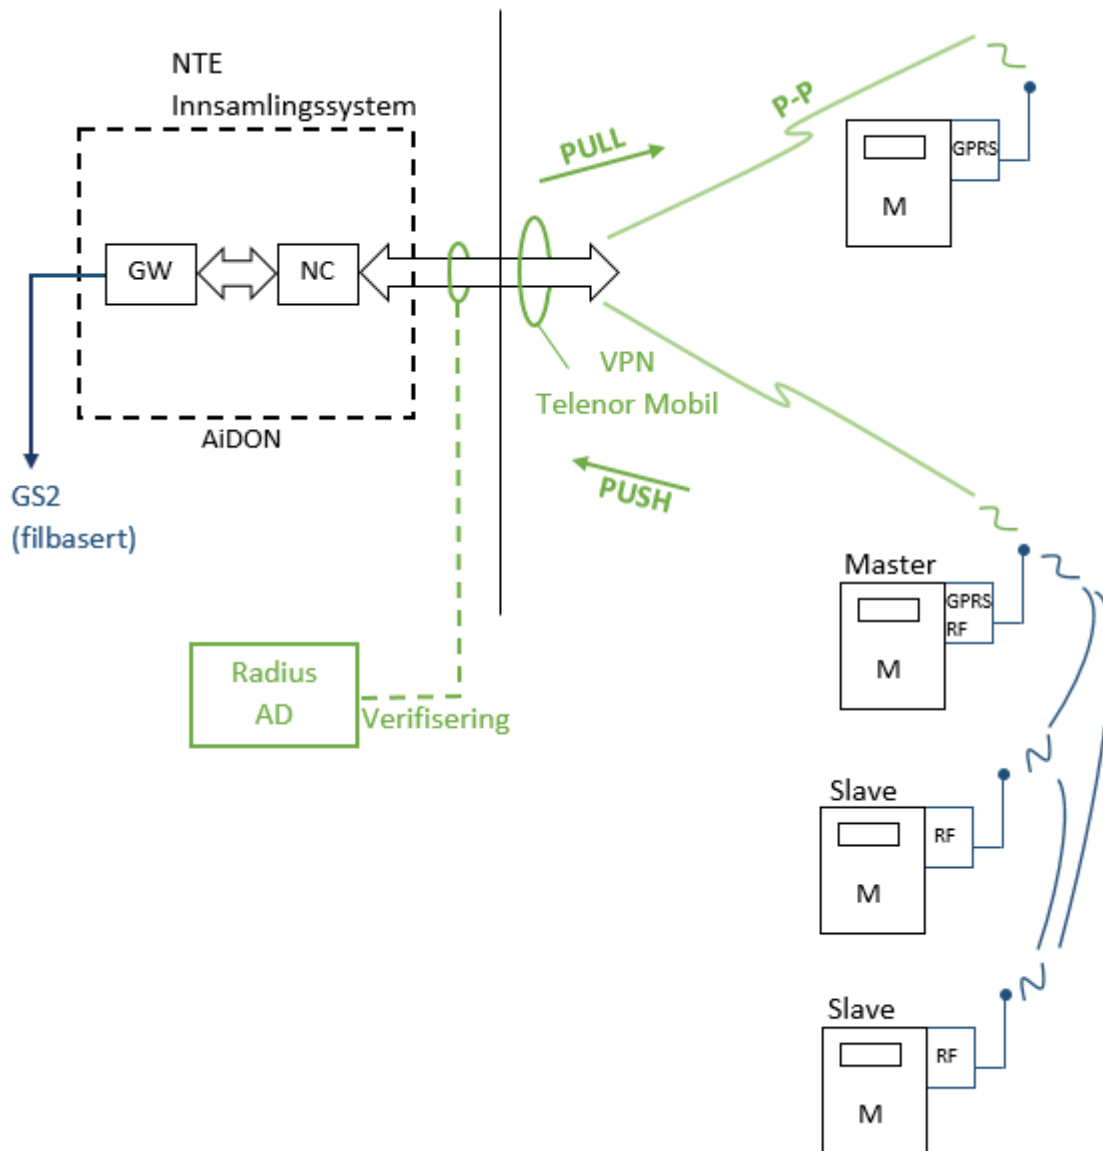 NTE
Innsamlingssystem
PULL
P-P
GPRS
M
GW
NC
VPN
Telenor Mobil
AiDON
PUSH
GS2
(filbasert)
Master
GPRS
RF
M
Radius
AD
Verifisering
Slave
RF
M
Slave
RF
M